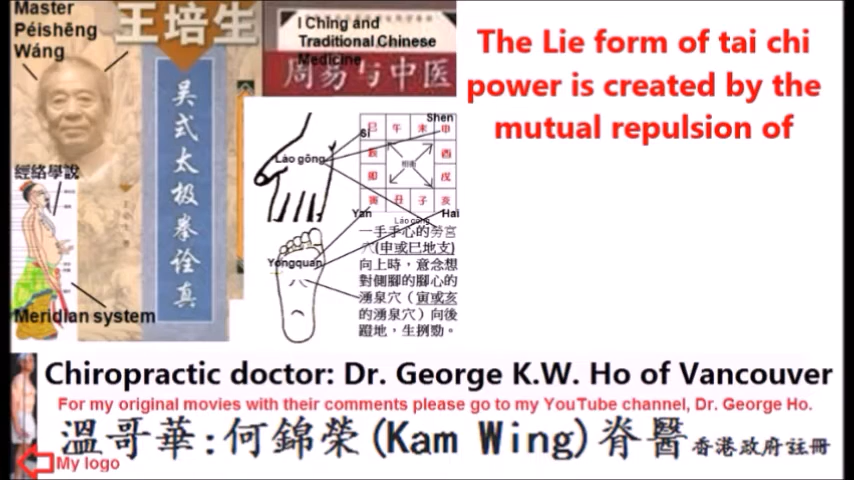 Master
Péishēng
Wáng
王培生
吴式太极拳诠真
I Ching and
Traditional Chinese
Medicine
周易与中医
The Lie form of tai chi
power is created by the
mutual repulsion of
經絡學說
Meridian system
Láo gōng
Shen
Si
巳 午 未 申
酉
卯 戌
寅 丑 子 亥
相衝
Yan
Hai
Láo gōng
Yongquan
一手手心的勞宮
穴(申或巳地支)
向上時，意念想
對側腳的腳心的
湧泉穴（寅或亥
的湧泉穴）向後
蹬地，生挒勁。
Chiropractic doctor: Dr. George K.W. Ho of Vancouver
For my original movies with their comments please go to my YouTube channel, Dr. George Ho.
溫哥華:何錦榮(Kam Wing)脊醫香港政府註冊
My logo